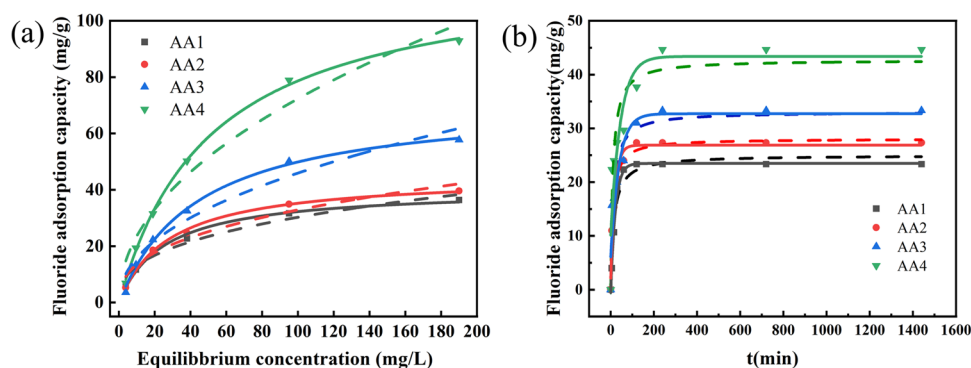 (a)
Fluoride adsorption capacity (mg/g)
100
80
60
40
20
0
AA1
AA2
AA3
AA4
0 20 40 60 80 100 120 140 160 180 200
Equilibbrium concentration (mg/L)
(b)
Fluoride adsorption capacity(mg/g)
50
40
30
20
10
0
AA1
AA2
AA3
AA4
0 200 400 600 800 1000 1200 1400 1600
t(min)